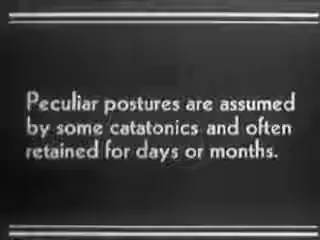 Peculiar postures are assumed
by some catatonics and often
retained for days or months.